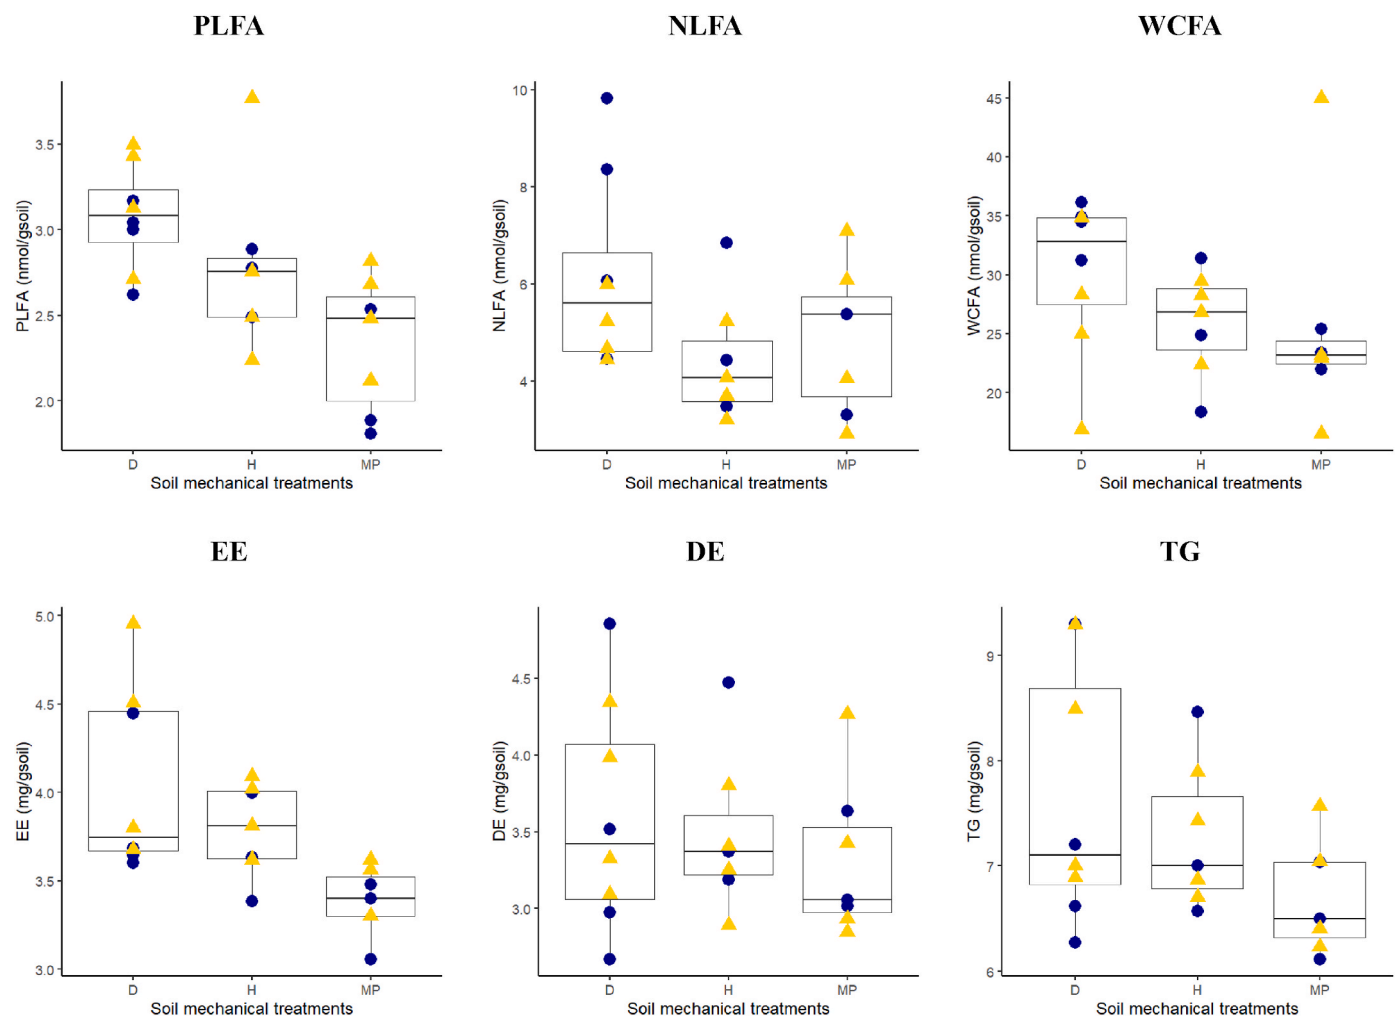 PLFA
NLFA
WCFA
PLFA (nmol/gsoil)
3.5
3.0
2.5
2.0
D
H
MP
Soil mechanical treatments
NLFA (nmol/gsoil)
10
8
6
4
D
H
MP
Soil mechanical treatments
WCFA (nmol/gsoil)
45
40
35
30
25
20
D
H
MP
Soil mechanical treatments
EE
DE
TG
EE (mg/gsoil)
5.0
4.5
4.0
3.5
3.0
D
H
MP
Soil mechanical treatments
DE (mg/gsoil)
4.5
4.0
3.5
3.0
D
H
MP
Soil mechanical treatments
TG (mg/gsoil)
9
8
7
6
D
H
MP
Soil mechanical treatments